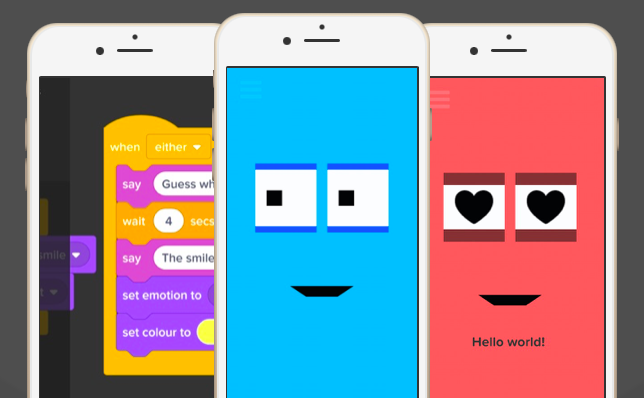 when either
say Guess wh
wait 4 secs
say The smile
smile
set emotion to
set colour to
Hello world!